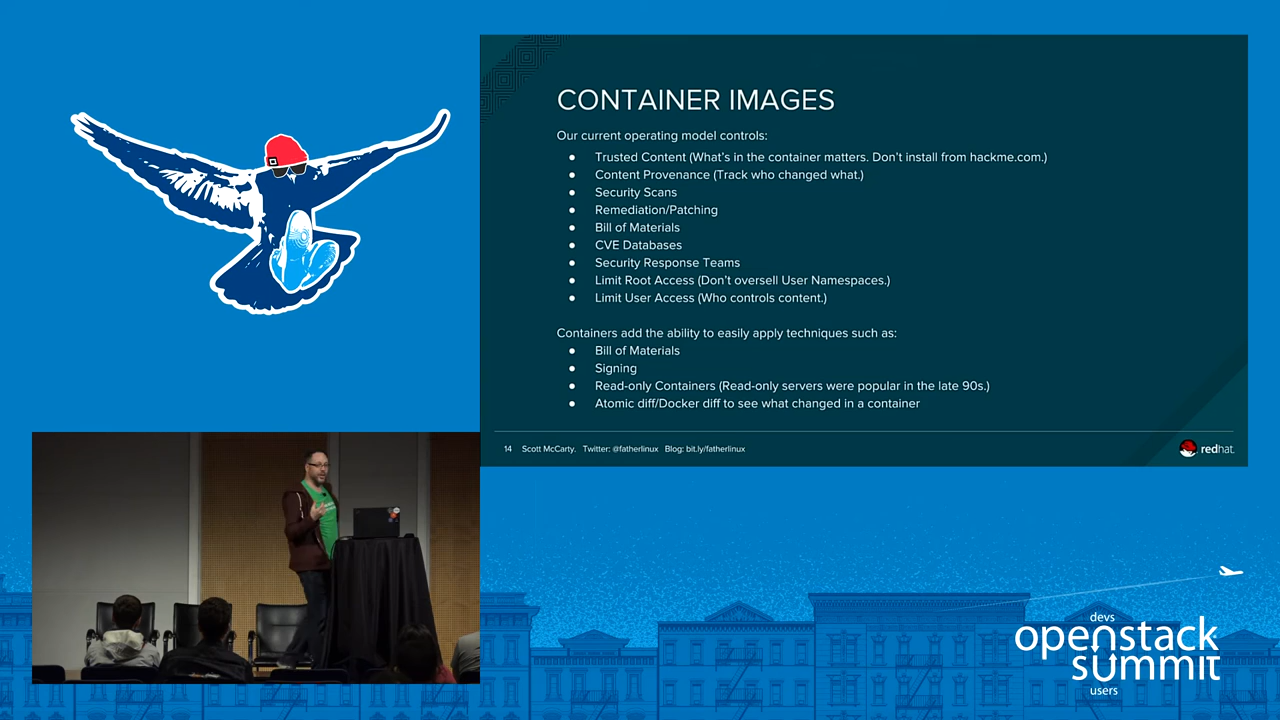 CONTAINER IMAGES
Our current operating model controls:
● Trusted Content (What's in the container matters. Don't install from hackme.com.)
● Content Provenance (Track who changed what.)
● Security Scans
● Remediation/Patching
● Bill of Materials
● CVE Databases
● Security Response Teams
● Limit Root Access (Don't oversell User Namespaces.)
● Limit User Access (Who controls content.)
Containers add the ability to easily apply techniques such as:
● Bill of Materials
● Signing
● Read-only Containers (Read-only servers were popular in the late 90s.)
● Atomic diff/Docker diff to see what changed in a container
14 Scott McCarty. Twitter: @fatherlinux Blog: bit.ly/fatherlinux
redhat.
devs
openstack
summit
users